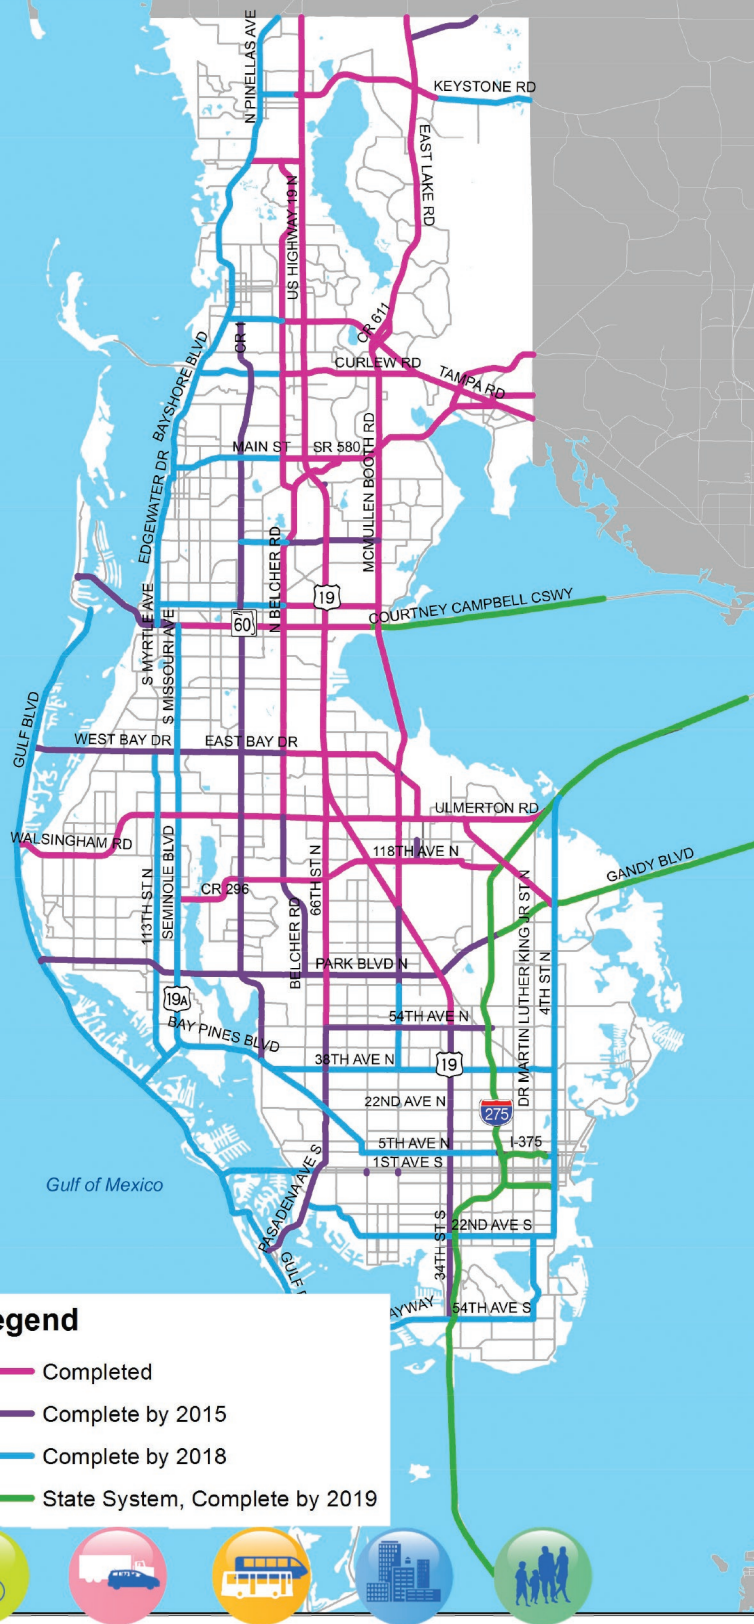 N PINELLAS AVE
KEYSTONE RD
EAST LAKE RD
US HIGHWAY 19 N
CR 611
CR 1
CURLEW RD
TAMPA RD
BAYSHORE BLVD
MAIN ST
SR 580
MCMULLEN BOOTH RD
EDGEWATER DR
N BELCHER RD
19
S MYRTLE AVE
S MISSOURI AVE
60
COURTNEY CAMPBELL CSWY
GULF BLVD
WEST BAY DR
EAST BAY DR
ULMERTON RD
WALSINGHAM RD
118TH AVE N
GANDY BLVD
CR 296
66TH ST N
113TH ST N
SEMINOLE BLVD
BELCHER RD
DR MARTIN LUTHER KING JR ST N
4TH ST N
PARK BLVD N
19A
54TH AVE N
BAY PINES BLVD
38TH AVE N
19
22ND AVE N
275
5TH AVE N
I-375
1ST AVE S
Gulf of Mexico
PASADENA AVE S
22ND AVE S
34TH ST S
GULF
AYWAY
54TH AVE S
egend
Completed
Complete by 2015
Complete by 2018
State System, Complete by 2019